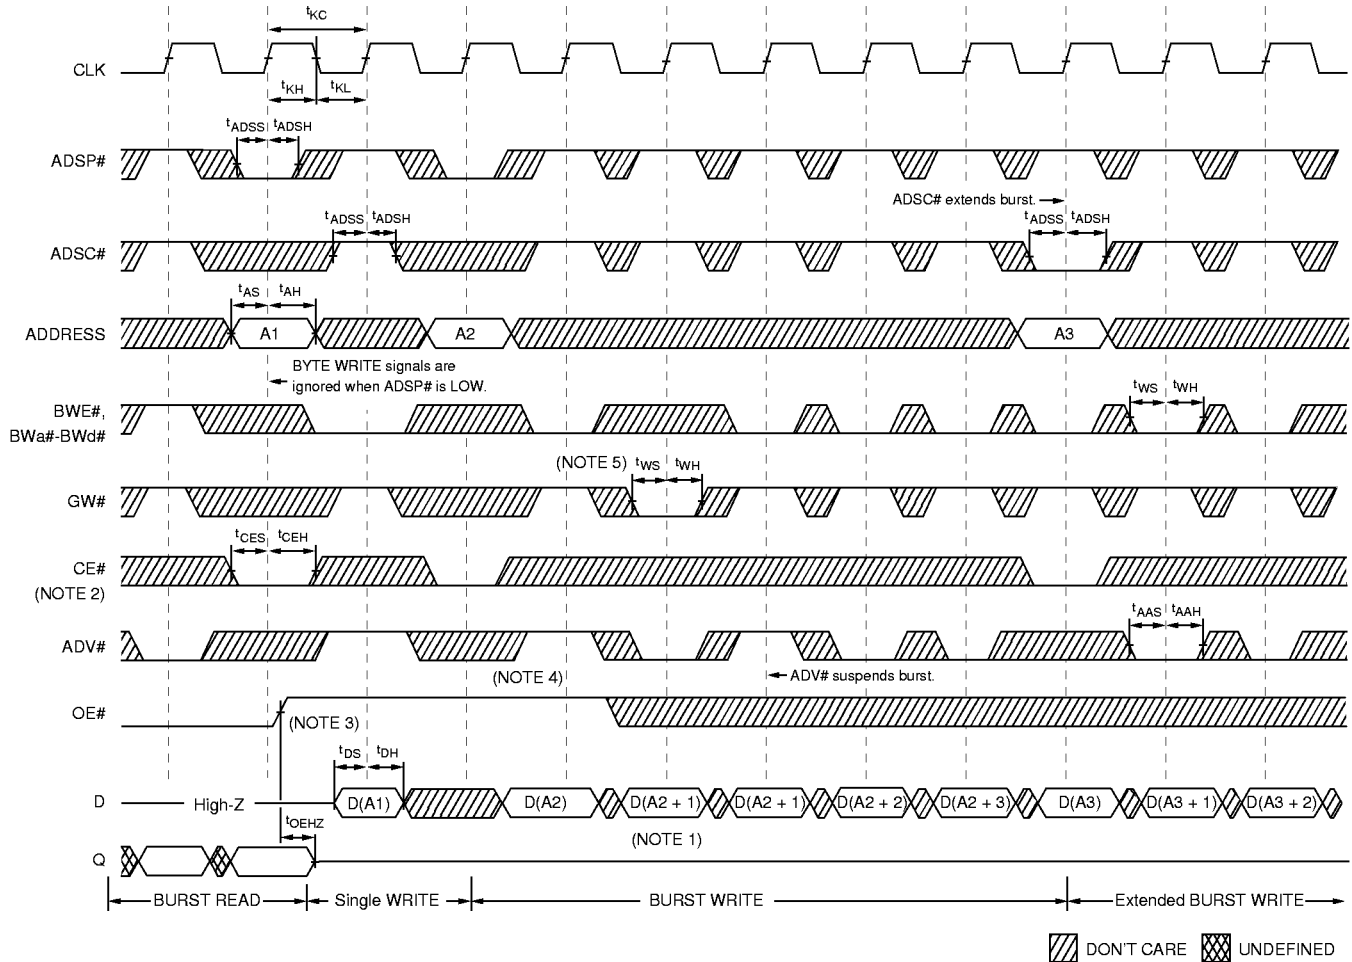 tKC
CLK
tKH tKL
tADSS tADSH
ADSP#
ADSC# extends burst.
tADSS tADSH
tADSS tADSH
ADSC#
tAS tAH
ADDRESS A1 A2 A3
BYTE WRITE signals are
ignored when ADSP# is LOW.
tWS tWH
BWE#,
BWa#-BWd#
(NOTE 5) tWS tWH
GW#
tCES tCEH
CE#
(NOTE 2)
tAAS tAAH
ADV#
(NOTE 4) ADV# suspends burst.
OE#
(NOTE 3)
tDS tDH
D High-Z D(A1) D(A2) D(A2 + 1) D(A2 + 1) D(A2 + 2) D(A2 + 3) D(A3) D(A3 + 1) D(A3 + 2)
tOEHZ
(NOTE 1)
Q
BURST READ Single WRITE BURST WRITE Extended BURST WRITE
DON'T CARE UNDEFINED